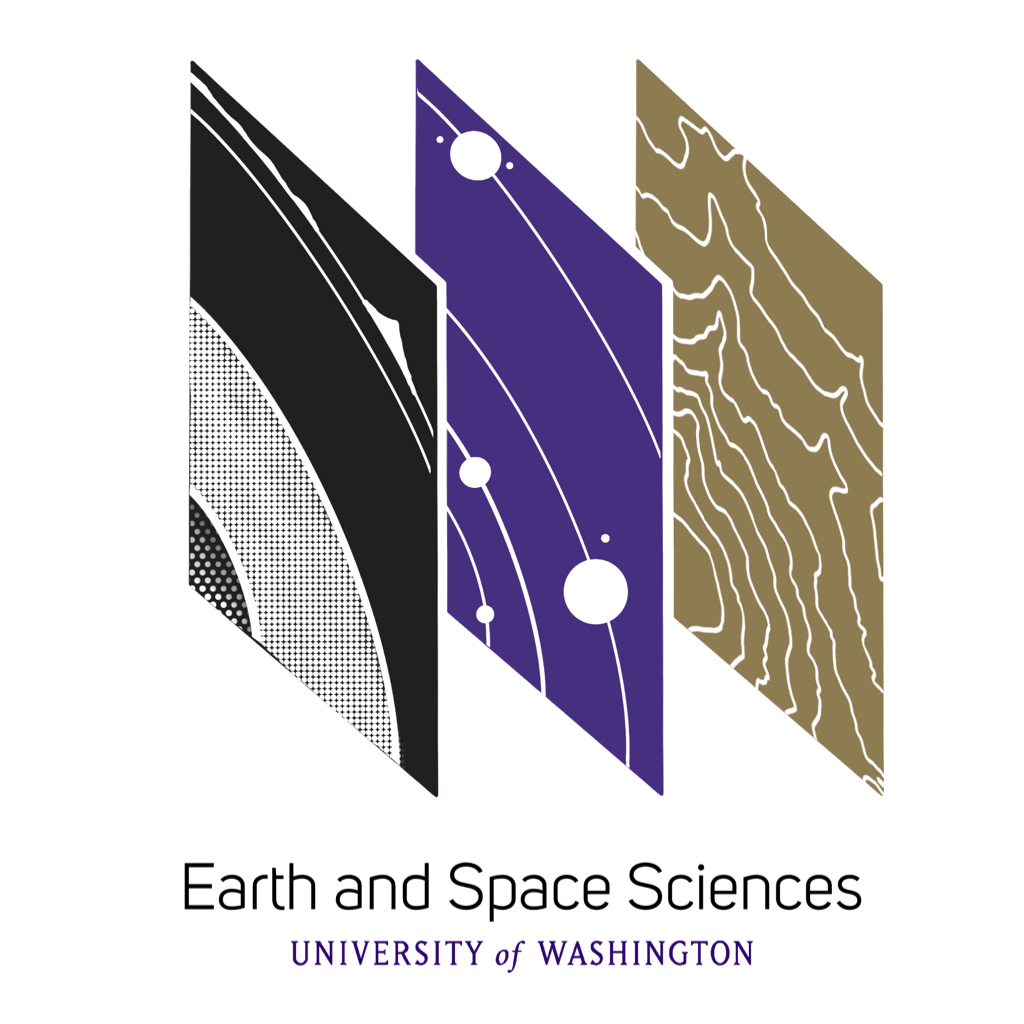 Earth and Space Sciences
UNIVERSITY of WASHINGTON